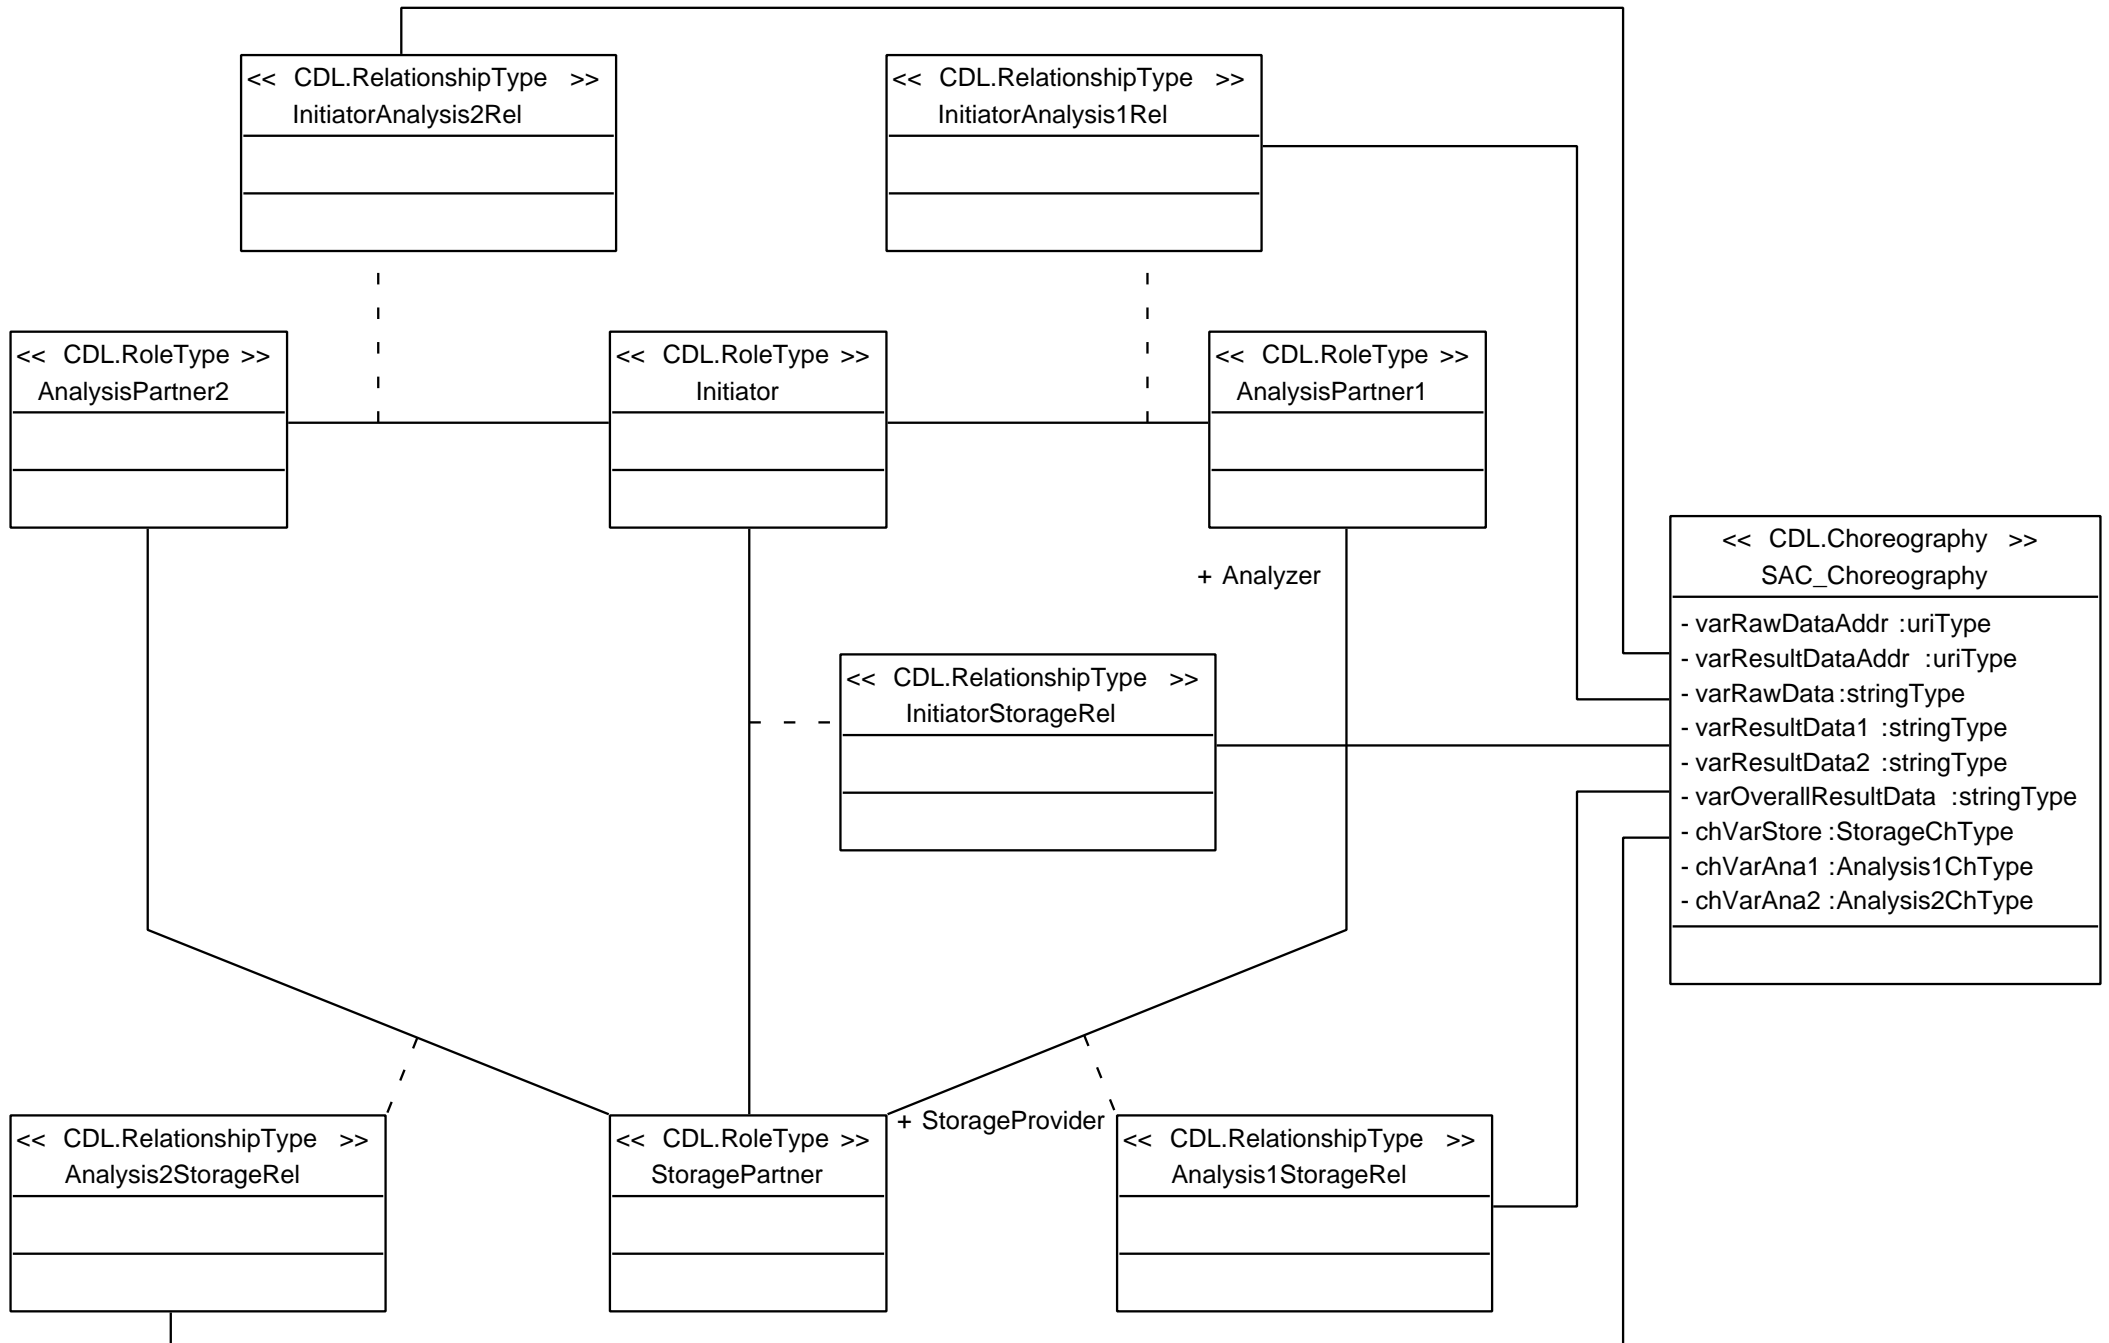 << CDL.RelationshipType >>
InitiatorAnalysis2Rel
<< CDL.RelationshipType >>
InitiatorAnalysis1Rel
<< CDL.RoleType >>
AnalysisPartner2
<< CDL.RoleType >>
Initiator
<< CDL.RoleType >>
AnalysisPartner1
+ Analyzer
<< CDL.Choreography >>
SAC_Choreography
- varRawDataAddr :uriType
- varResultDataAddr :uriType
- varRawData :stringType
- varResultData1 :stringType
- varResultData2 :stringType
- varOverallResultData :stringType
- chVarStore :StorageChType
- chVarAna1 :Analysis1ChType
- chVarAna2 :Analysis2ChType
<< CDL.RelationshipType >>
InitiatorStorageRel
<< CDL.RelationshipType >>
Analysis2StorageRel
<< CDL.RoleType >>
StoragePartner
+ StorageProvider
<< CDL.RelationshipType >>
Analysis1StorageRel